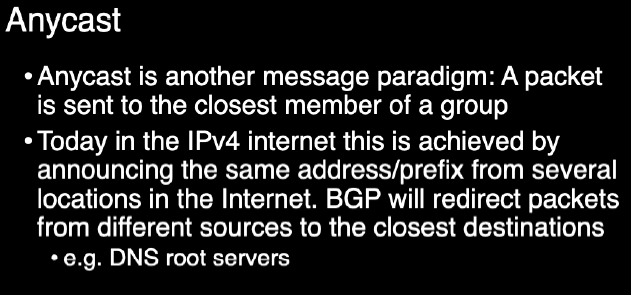 Anycast
• Anycast is another message paradigm: A packet
is sent to the closest member of a group
• Today in the IPv4 internet this is achieved by
announcing the same address/prefix from several
locations in the Internet. BGP will redirect packets
from different sources to the closest destinations
• e.g. DNS root servers